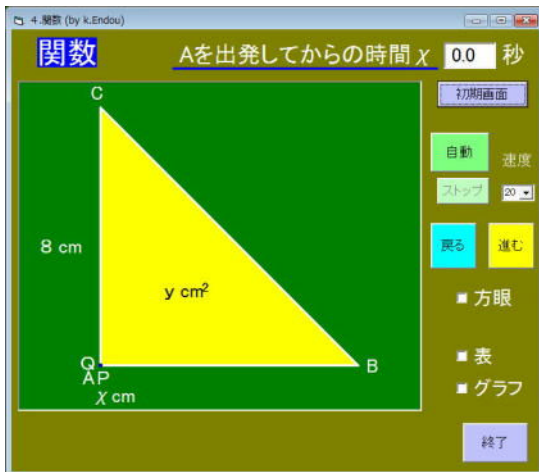 4.関数 (by k.Endou)
関数
Aを出発してからの時間χ 0.0 秒
初期画面
C
自動
速度
ストップ
20
8 cm
戻る 進む
y cm²
方眼
Q
AP
B
表
χ cm
グラフ
終了